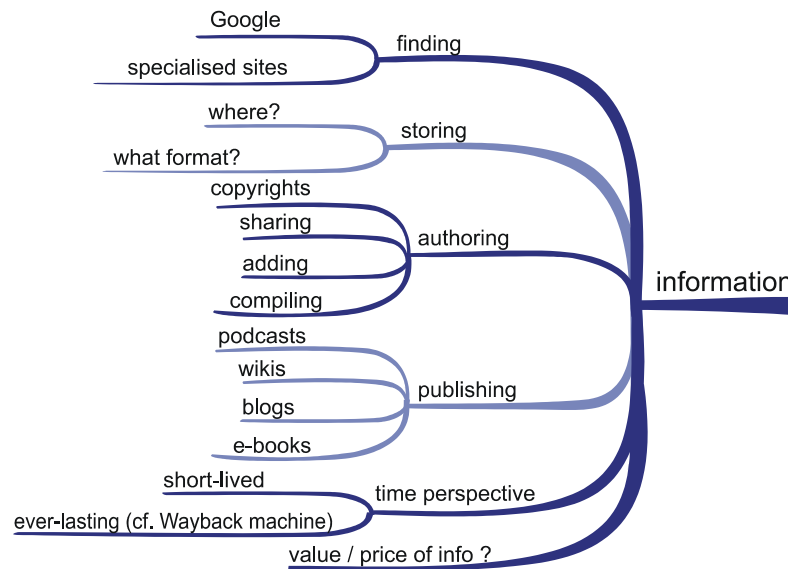 Google
finding
specialised sites
where?
storing
what format?
copyrights
sharing
authoring
adding
compiling
information
podcasts
wikis
publishing
blogs
e-books
short-lived
time perspective
ever-lasting (cf. Wayback machine)
value / price of info ?